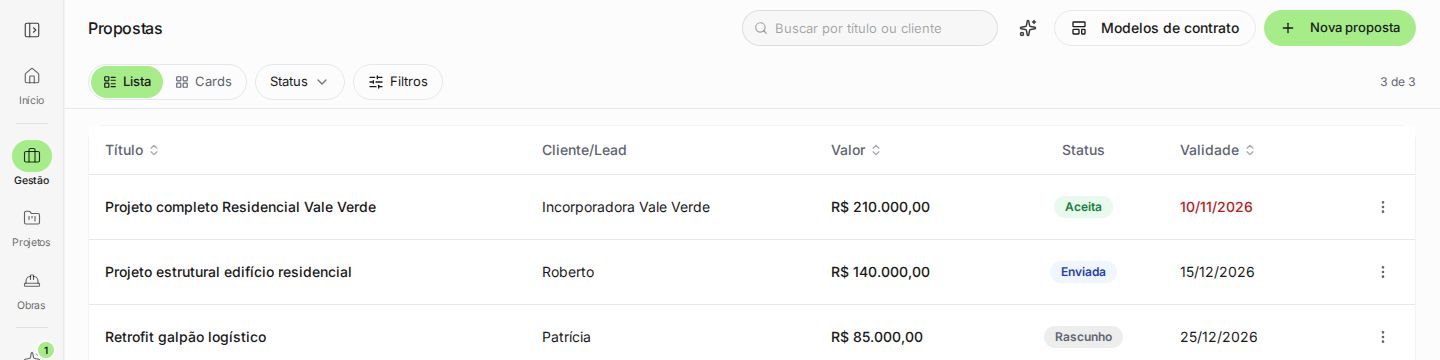 Propostas
Buscar por título ou cliente
Modelos de contrato
Nova proposta
Lista
Cards
Status
Filtros
3 de 3
Início
Gestão
Projetos
Obras
1
Título Cliente/Lead Valor Status Validade
Projeto completo Residencial Vale Verde Incorporadora Vale Verde R$ 210.000,00 Aceita 10/11/2026
Projeto estrutural edifício residencial Roberto R$ 140.000,00 Enviada 15/12/2026
Retrofit galpão logístico Patrícia R$ 85.000,00 Rascunho 25/12/2026